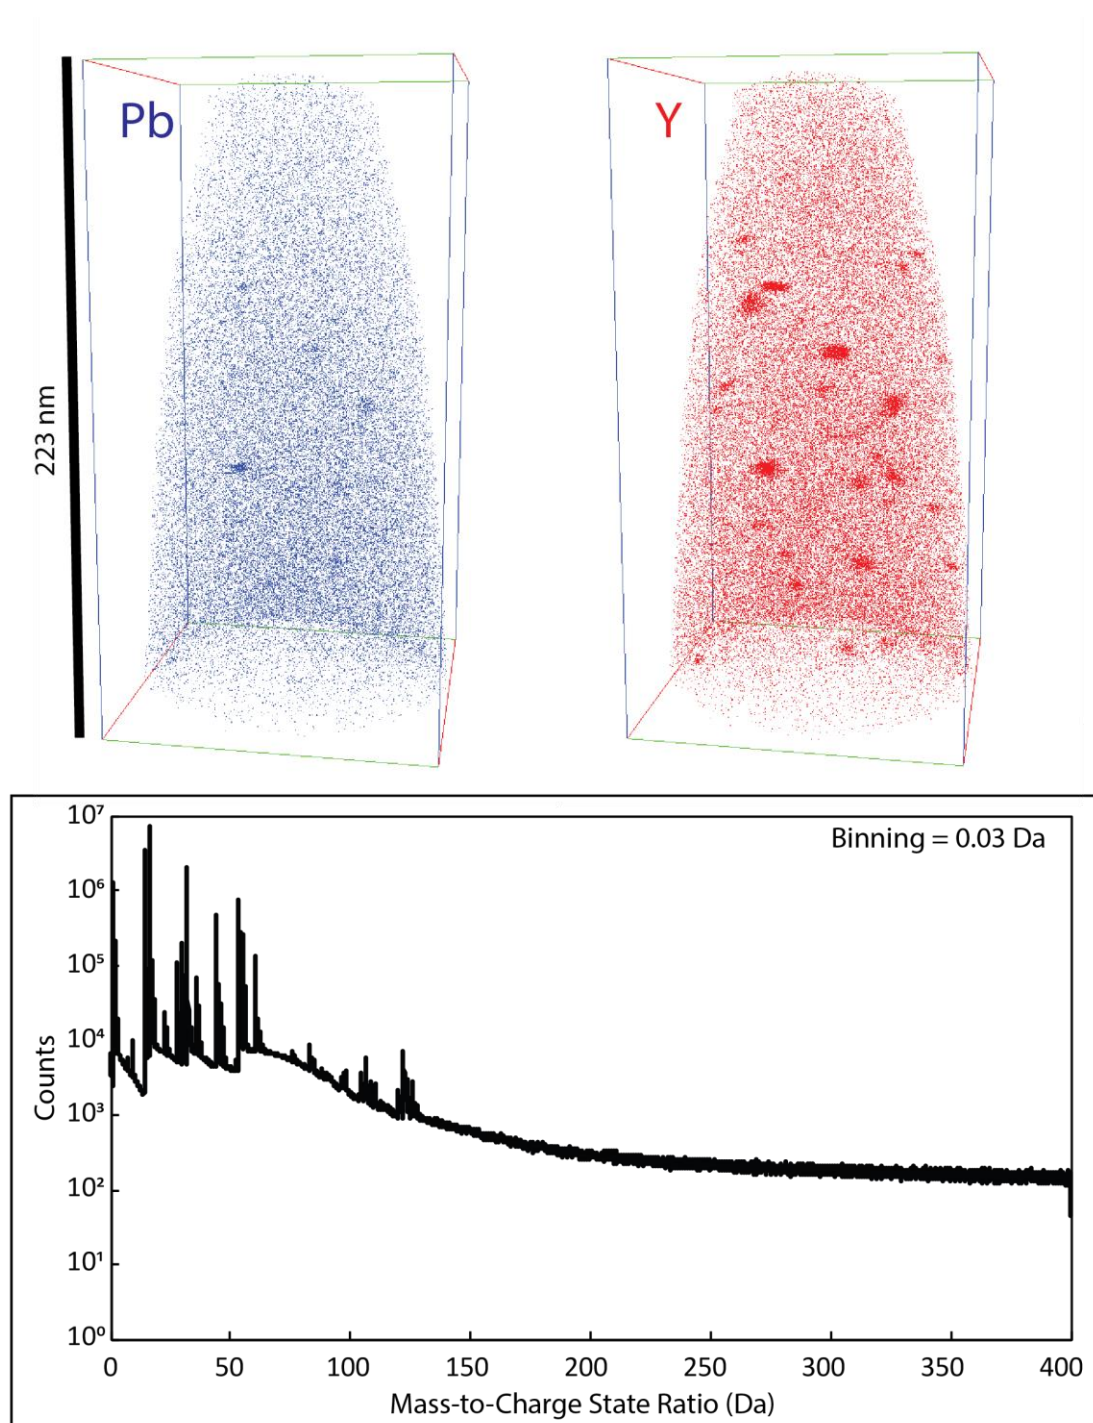 Pb
Y
223 nm
Binning = 0.03 Da
10⁷
10⁶
10⁵
10⁴
10³
10²
10¹
10⁰
Counts
0 50 100 150 200 250 300 350 400
Mass-to-Charge State Ratio (Da)